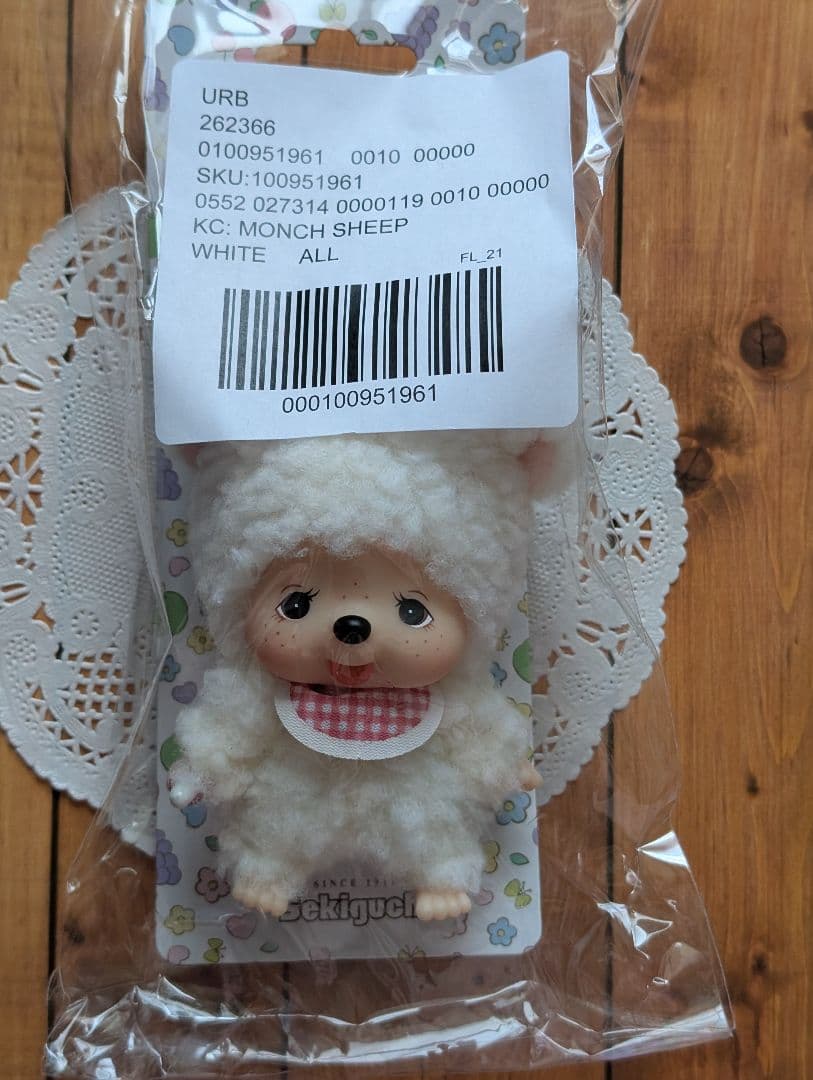 URB
262366
0100951961 0010 00000
SKU:100951961
0552 027314 0000119 0010 00000
KC: MONCH SHEEP
WHITE ALL
FL_21
000100951961
SINCE
Sekiguchi